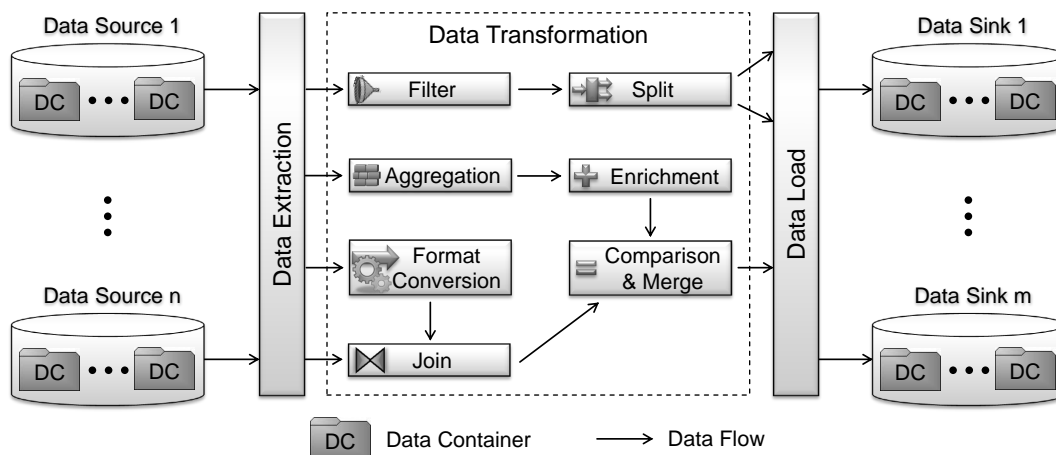 Data Source 1
DC
DC
Data Source n
DC
DC
Data Extraction
Data Transformation
Filter
Split
Aggregation
Enrichment
Format
Conversion
Comparison
& Merge
Join
Data Load
Data Sink 1
DC
DC
Data Sink m
DC
DC
DC
Data Container
Data Flow